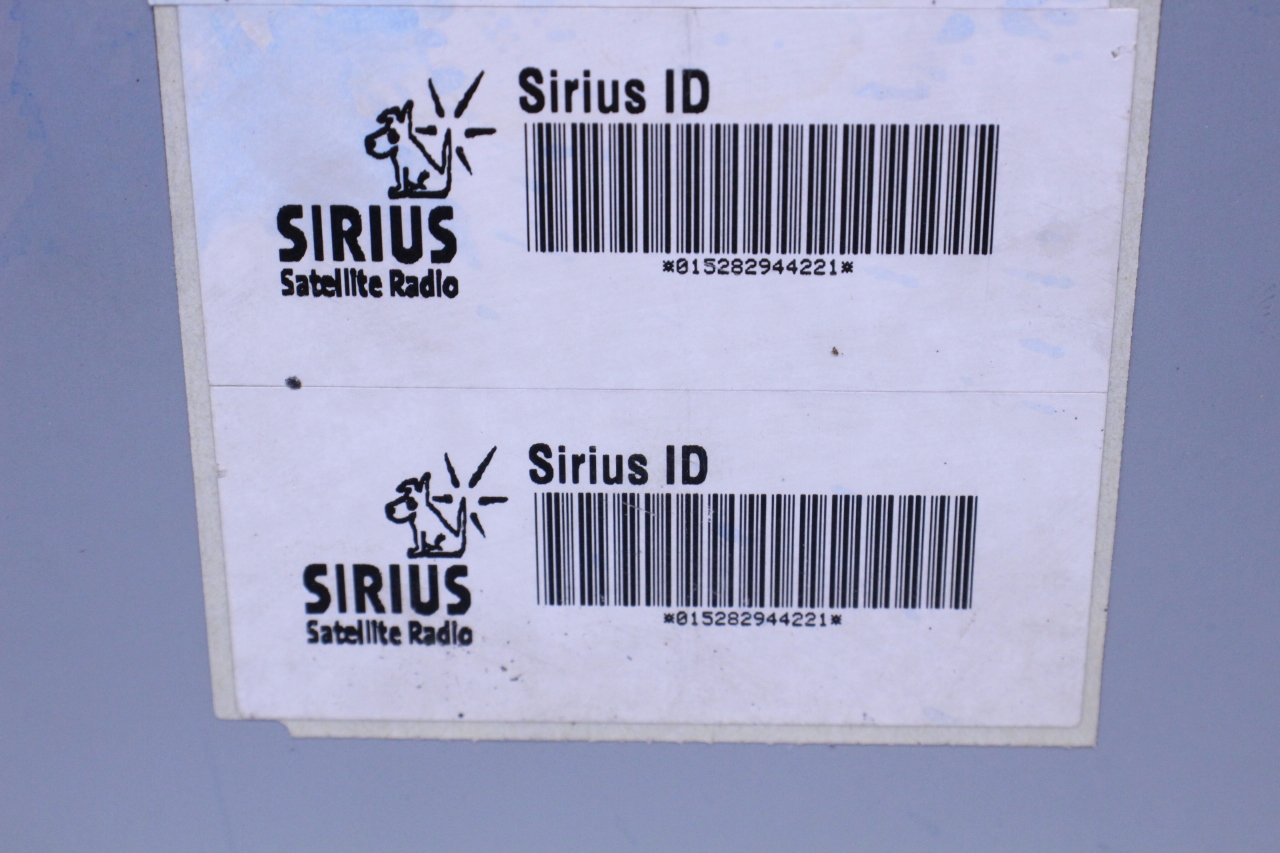 Sirius ID
*015282944221*
SIRIUS
Satellite Radio
Sirius ID
*015282944221*
SIRIUS
Satellite Radio